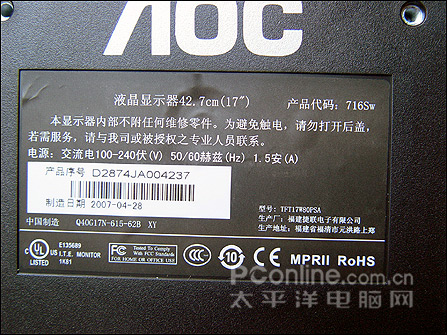 AOC
液晶显示器42.7cm(17")
产品代码: 716Sw
本显示器内部不附任何维修零件。为避免触电，请勿打开后盖，
若需服务，请与我司或被授权之专业人员联系。
电源: 交流电100-240伏(V) 50/60赫兹(Hz) 1.5安(A)
产品序号 D2874JA004237
制造日期 2007-04-28
型号: TFT17W80PSA
中国制造 Q40G17N-615-62B XY
生产厂: 福建捷联电子有限公司
地址: 福建省福清市元洪路上郑
C UL US LISTED
E135689
I.T.E. MONITOR
1K81
FC Tested To Comply
With FCC Standards
FOR HOME OR OFFICE USE
CCC
MPRII RoHS
Pconline.com.cn
太平洋电脑网